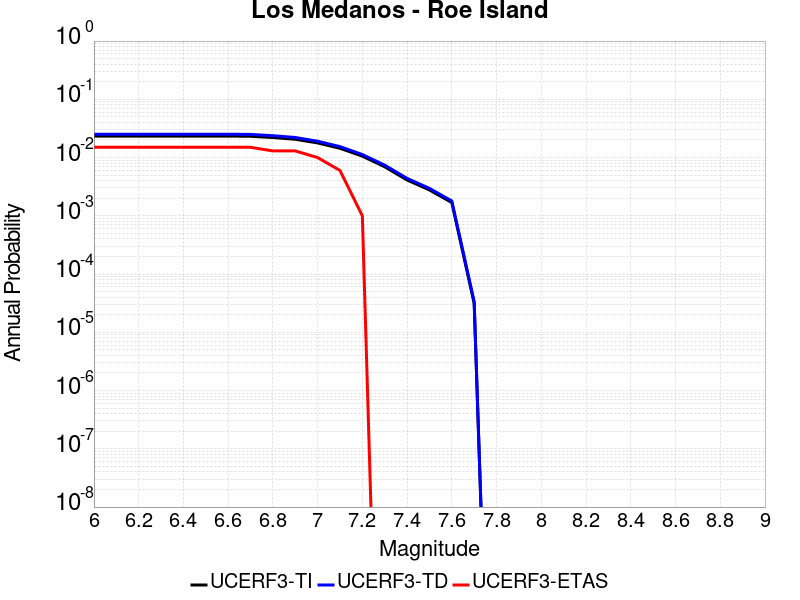 Los Medanos - Roe Island
10^0
10^-1
10^-2
10^-3
10^-4
10^-5
10^-6
10^-7
10^-8
Annual Probability
6 6.2 6.4 6.6 6.8 7 7.2 7.4 7.6 7.8 8 8.2 8.4 8.6 8.8 9
Magnitude
UCERF3-TI UCERF3-TD UCERF3-ETAS